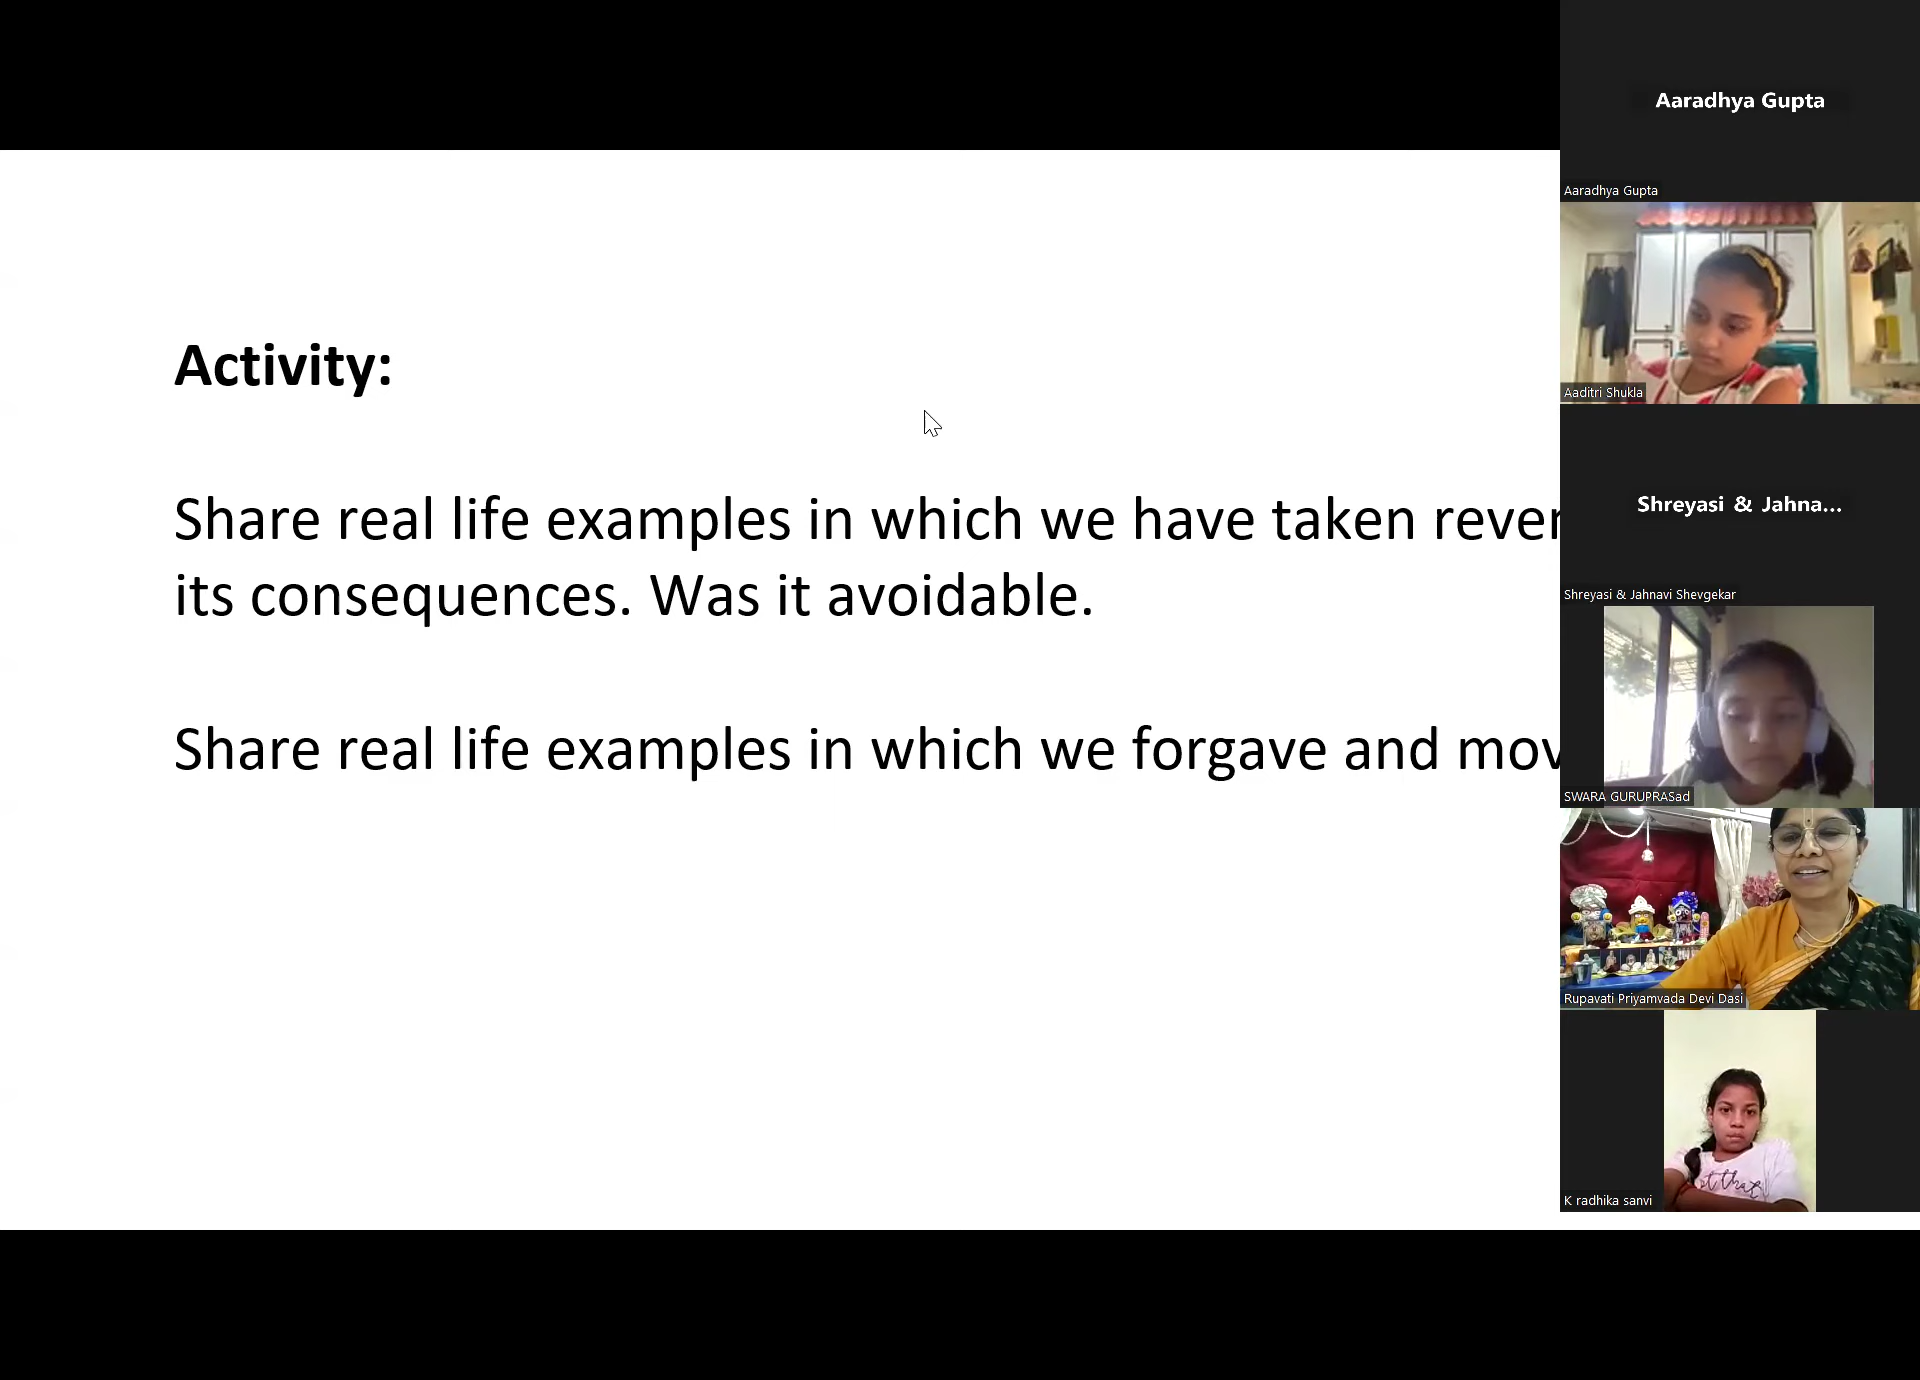 Activity:
Share real life examples in which we have taken
its consequences. Was it avoidable.
Share real life examples in which we forgave and
Aaradhya Gupta
Aaradhya Gupta
Aaditri Shukla
Shreyasi & Jahna...
Shreyasi & Jahnavi Shevgekar
SWARA GURUPRASad
Rupavati Priyamvada Devi Dasi
K radhika sanvi